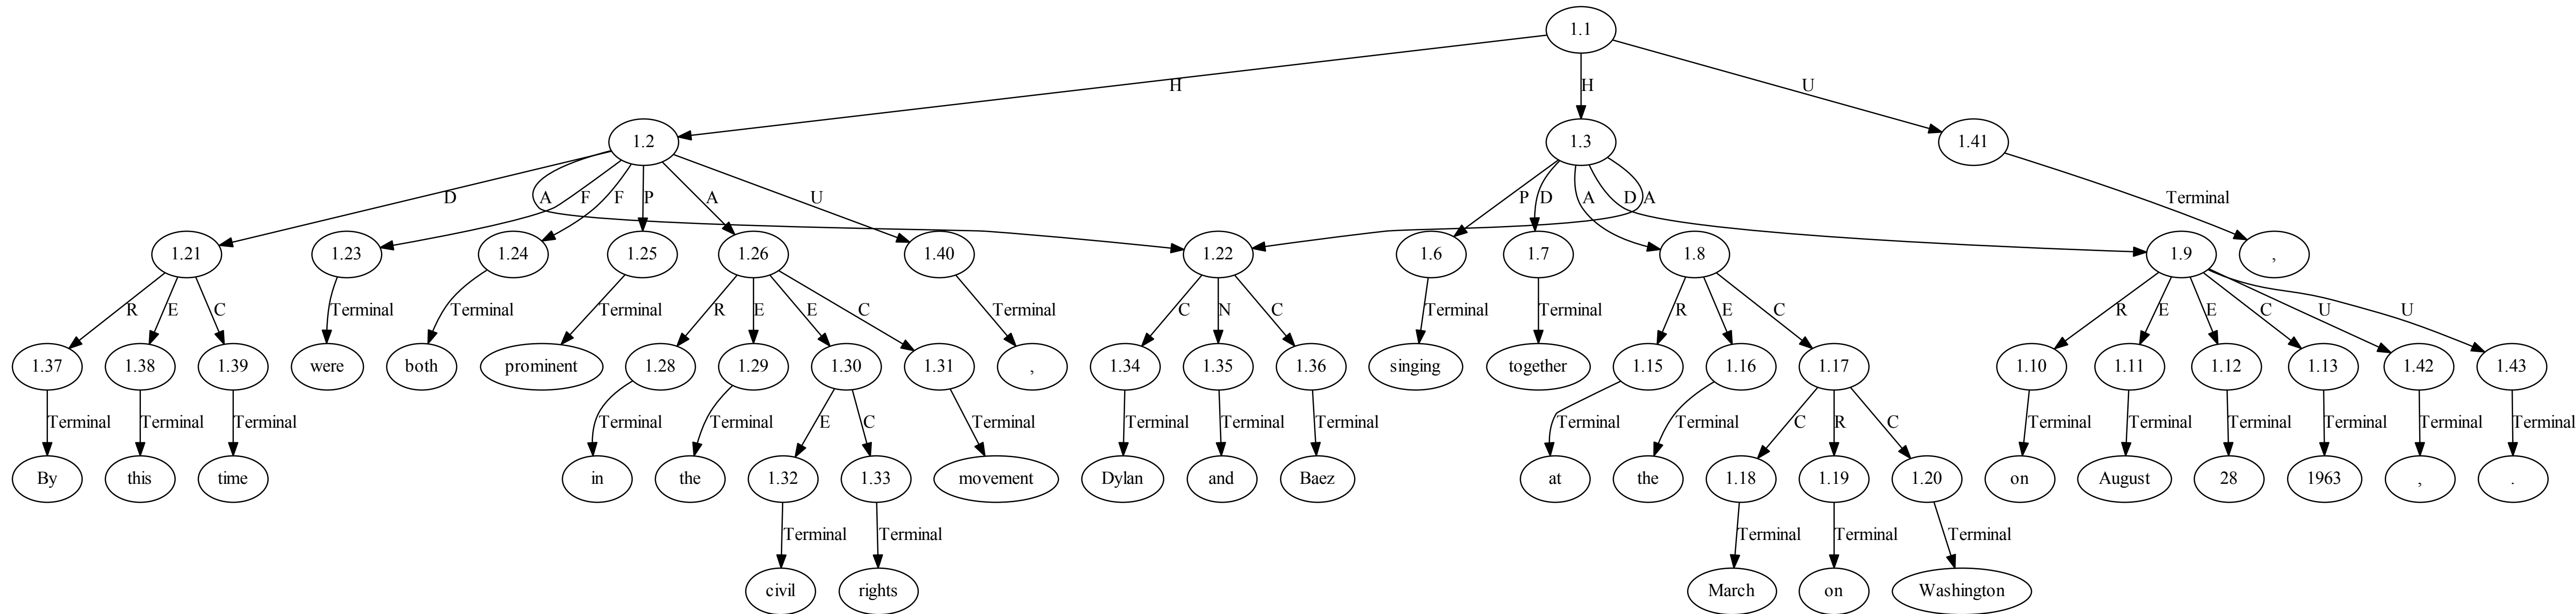 1.1
H H U
1.2 1.3 1.41
D A F F P A U P D A D A Terminal
1.21 1.23 1.24 1.25 1.26 1.40 1.22 1.6 1.7 1.8 1.9 ,
R E C Terminal Terminal Terminal R E E C Terminal C N C Terminal Terminal R E C R E E C U U
1.37 1.38 1.39 were both prominent 1.28 1.29 1.30 1.31 , 1.34 1.35 1.36 singing together 1.15 1.16 1.17 1.10 1.11 1.12 1.13 1.42 1.43
Terminal Terminal Terminal Terminal Terminal E C Terminal Terminal Terminal Terminal Terminal Terminal C R C Terminal Terminal Terminal Terminal Terminal Terminal
By this time in the 1.32 1.33 movement Dylan and Baez at the 1.18 1.19 1.20 on August 28 1963 , .
Terminal Terminal Terminal Terminal Terminal
civil rights March on Washington